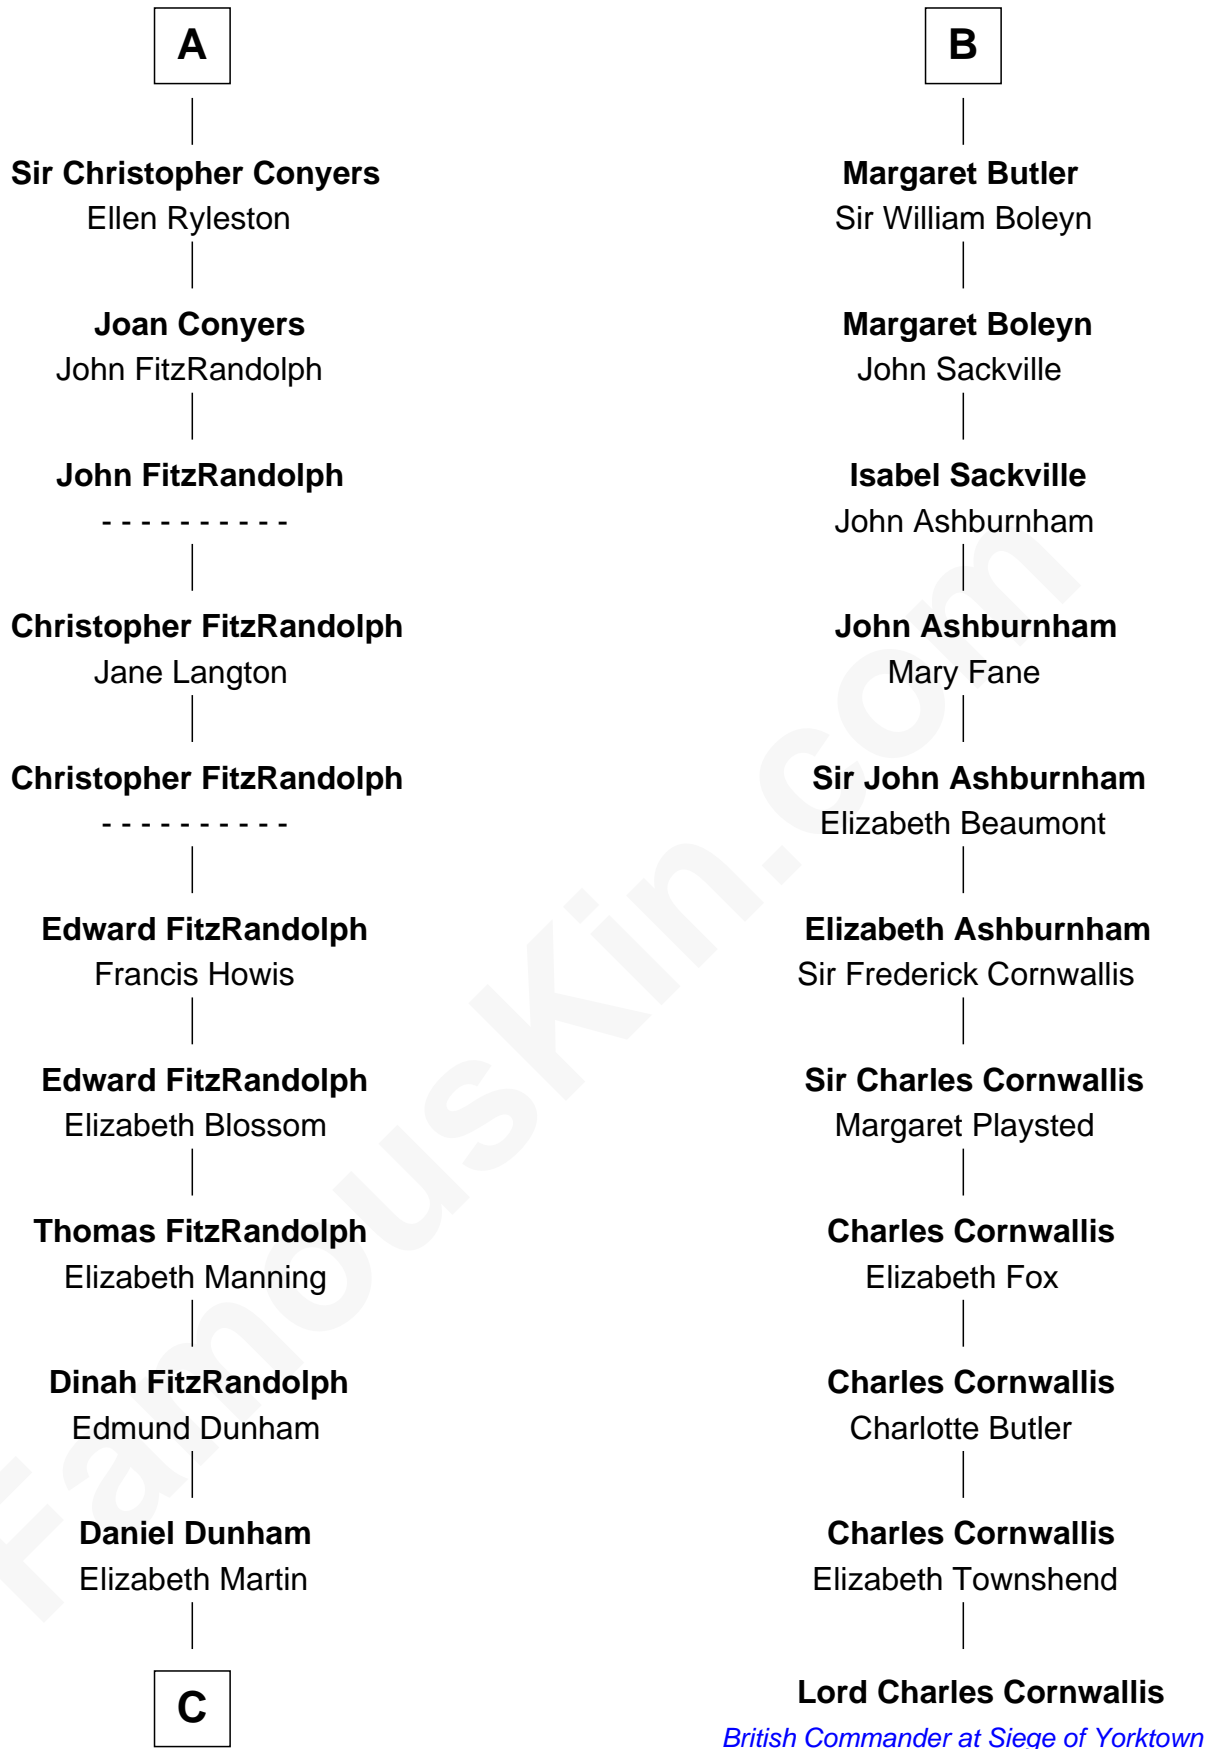 A
Sir Christopher Conyers
Ellen Ryleston
Joan Conyers
John FitzRandolph
John FitzRandolph
- - - - - - - - - -
Christopher FitzRandolph
Jane Langton
Christopher FitzRandolph
- - - - - - - - - -
Edward FitzRandolph
Francis Howis
Edward FitzRandolph
Elizabeth Blossom
Thomas FitzRandolph
Elizabeth Manning
Dinah FitzRandolph
Edmund Dunham
Daniel Dunham
Elizabeth Martin
C
B
Margaret Butler
Sir William Boleyn
Margaret Boleyn
John Sackville
Isabel Sackville
John Ashburnham
John Ashburnham
Mary Fane
Sir John Ashburnham
Elizabeth Beaumont
Elizabeth Ashburnham
Sir Frederick Cornwallis
Sir Charles Cornwallis
Margaret Playsted
Charles Cornwallis
Elizabeth Fox
Charles Cornwallis
Charlotte Butler
Charles Cornwallis
Elizabeth Townshend
Lord Charles Cornwallis
British Commander at Siege of Yorktown
FamousKin.com